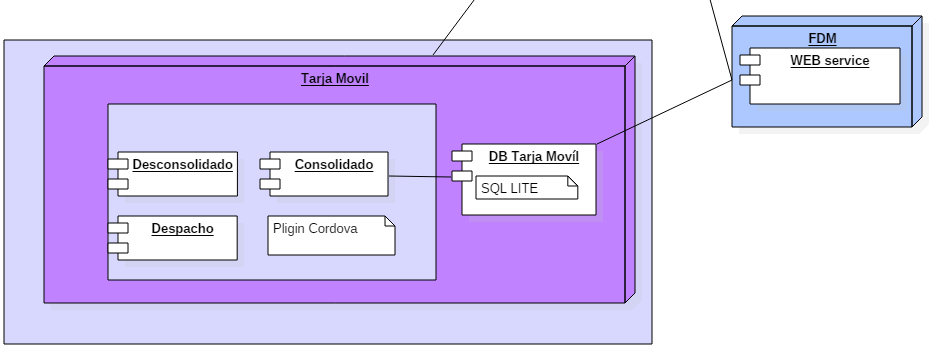 FDM
WEB service
Tarja Movil
Desconsolidado
Consolidado
DB Tarja Movíl
SQL LITE
Despacho
Pligin Cordova